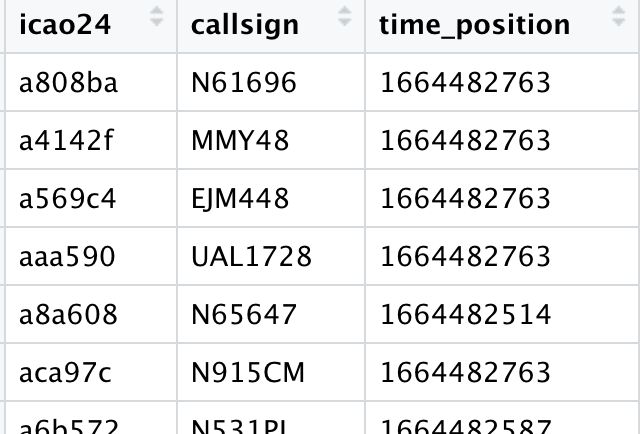 icao24 callsign time_position
a808ba N61696 1664482763
a4142f MMY48 1664482763
a569c4 EJM448 1664482763
aaa590 UAL1728 1664482763
a8a608 N65647 1664482514
aca97c N915CM 1664482763
a6b572 1664482587